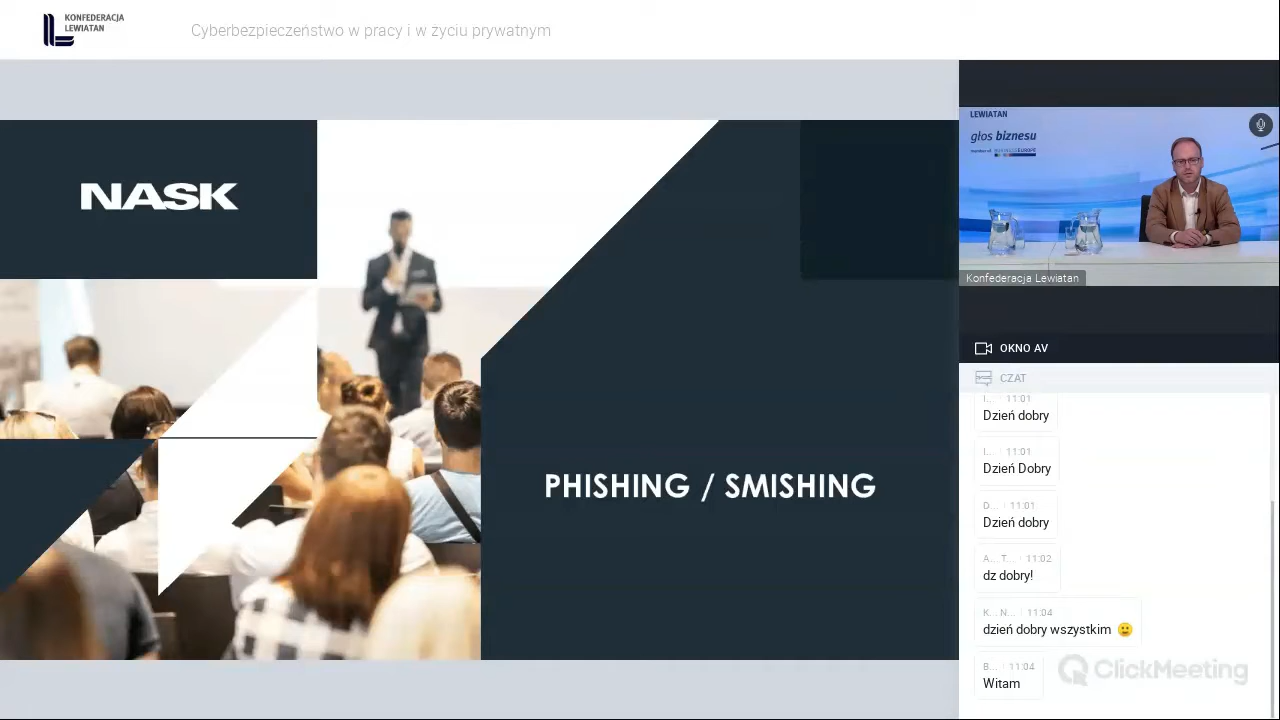 KONFEDERACJA
LEWIATAN
Cyberbezpieczeństwo w pracy i w życiu prywatnym
NASK
PHISHING / SMISHING
LEWIATAN
głos biznesu
Konfederacja Lewiatan
OKNO AV
CZAT
I... 11:01
Dzień dobry
I... 11:01
Dzień Dobry
D... 11:01
Dzień dobry
A... T... 11:02
dz dobry!
K... N... 11:04
dzień dobry wszystkim 🙂
B... 11:04
Witam
ClickMeeting